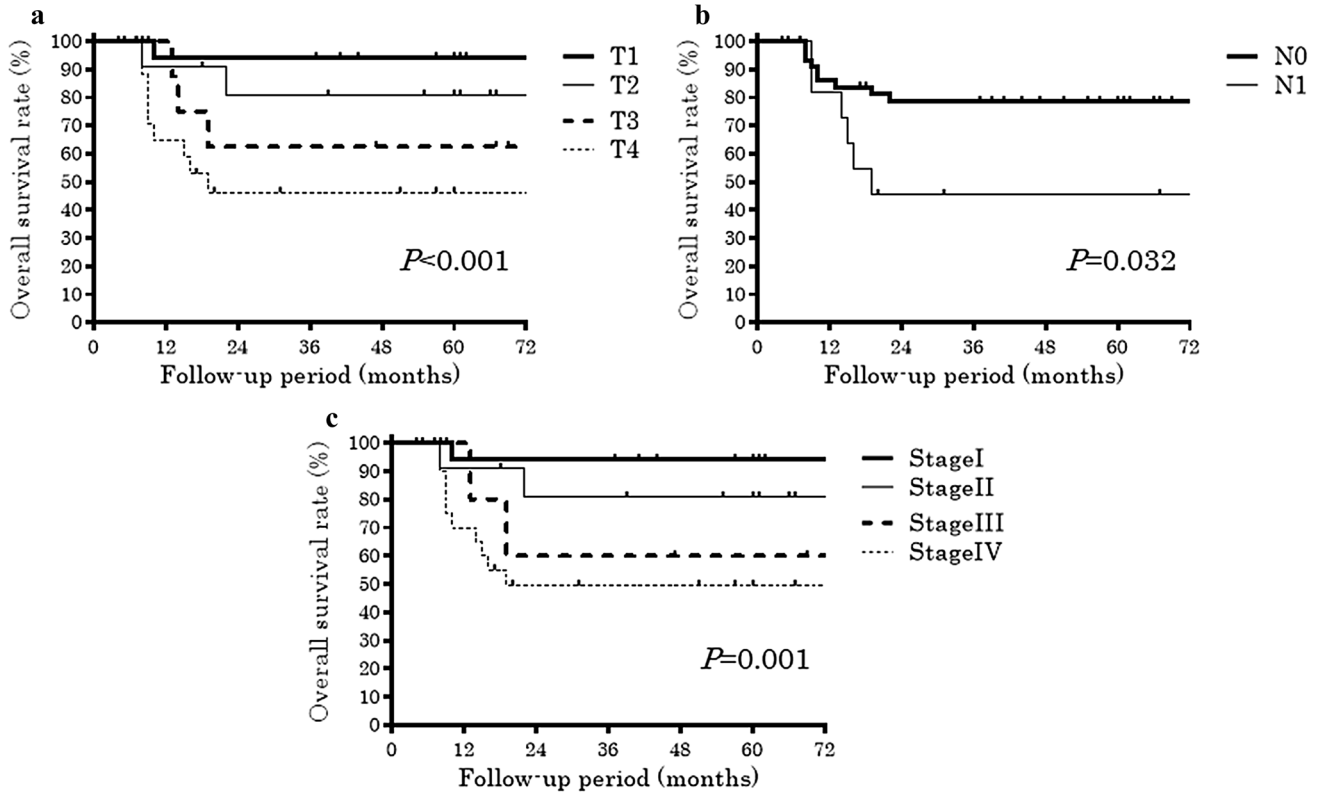 a
Overall survival rate (%)
100
90
80
70
60
50
40
30
20
10
0
0 12 24 36 48 60 72
Follow-up period (months)
T1
T2
T3
T4
P<0.001
b
Overall survival rate (%)
100
90
80
70
60
50
40
30
20
10
0
0 12 24 36 48 60 72
Follow-up period (months)
N0
N1
P=0.032
c
Overall survival rate (%)
100
90
80
70
60
50
40
30
20
10
0
0 12 24 36 48 60 72
Follow-up period (months)
StageI
StageII
StageIII
StageIV
P=0.001